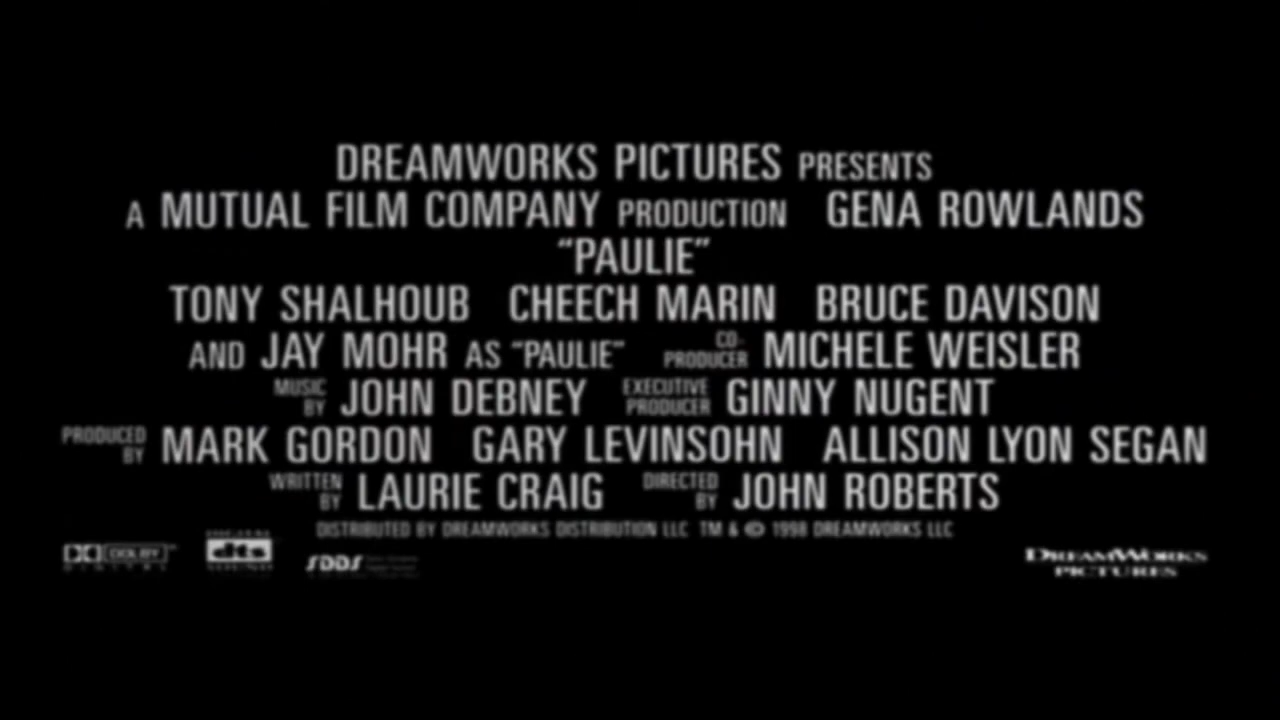 DREAMWORKS PICTURES PRESENTS
A MUTUAL FILM COMPANY PRODUCTION GENA ROWLANDS
“PAULIE”
TONY SHALHOUB CHEECH MARIN BRUCE DAVISON
AND JAY MOHR AS “PAULIE” CO-PRODUCER MICHELE WEISLER
MUSIC BY JOHN DEBNEY EXECUTIVE PRODUCER GINNY NUGENT
PRODUCED BY MARK GORDON GARY LEVINSOHN ALLISON LYON SEGAN
WRITTEN BY LAURIE CRAIG DIRECTED BY JOHN ROBERTS
DISTRIBUTED BY DREAMWORKS DISTRIBUTION LLC TM & © 1998 DREAMWORKS LLC
DOLBY DIGITAL dts SDDS DREAMWORKS PICTURES